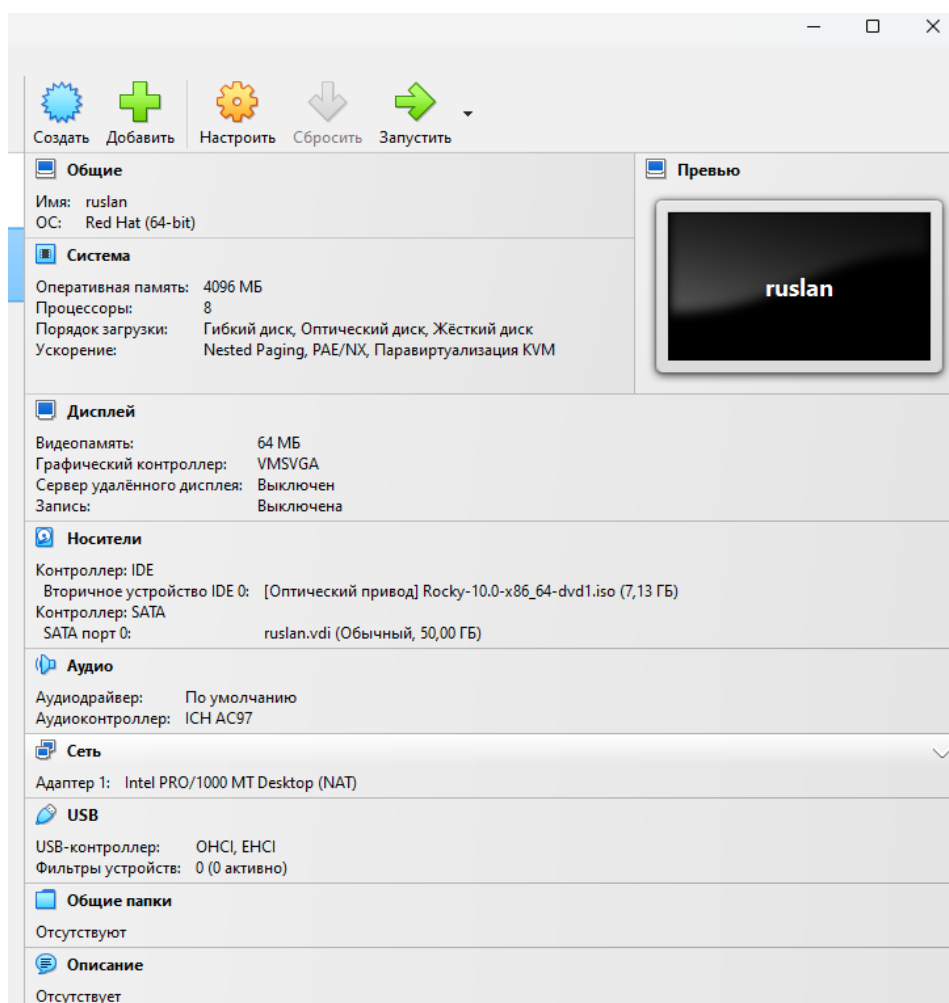 Создать Добавить Настроить Сбросить Запустить
Общие
Имя: ruslan
ОС: Red Hat (64-bit)
Превью
ruslan
Система
Оперативная память: 4096 МБ
Процессоры: 8
Порядок загрузки: Гибкий диск, Оптический диск, Жёсткий диск
Ускорение: Nested Paging, PAE/NX, Паравиртуализация KVM
Дисплей
Видеопамять: 64 МБ
Графический контроллер: VMSVGA
Сервер удалённого дисплея: Выключен
Запись: Выключена
Носители
Контроллер: IDE
Вторичное устройство IDE 0: [Оптический привод] Rocky-10.0-x86_64-dvd1.iso (7,13 ГБ)
Контроллер: SATA
SATA порт 0: ruslan.vdi (Обычный, 50,00 ГБ)
Аудио
Аудиодрайвер: По умолчанию
Аудиоконтроллер: ICH AC97
Сеть
Адаптер 1: Intel PRO/1000 MT Desktop (NAT)
USB
USB-контроллер: OHCI, EHCI
Фильтры устройств: 0 (0 активно)
Общие папки
Отсутствуют
Описание
Отсутствует